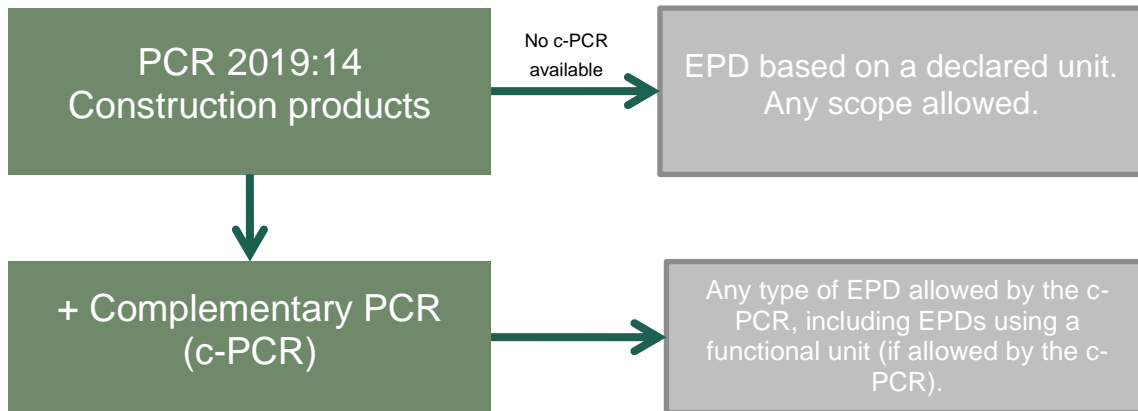 PCR 2019:14
Construction products
No c-PCR
available
EPD based on a declared unit.
Any scope allowed.
+ Complementary PCR
(c-PCR)
Any type of EPD allowed by the c-
PCR, including EPDs using a
functional unit (if allowed by the c-
PCR).